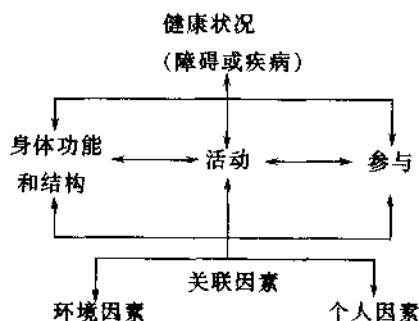 健康状况
(障碍或疾病)
身体功能
和结构
活动
参与
关联因素
环境因素
个人因素